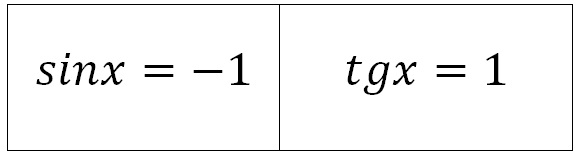 sinx = −1
tgx = 1